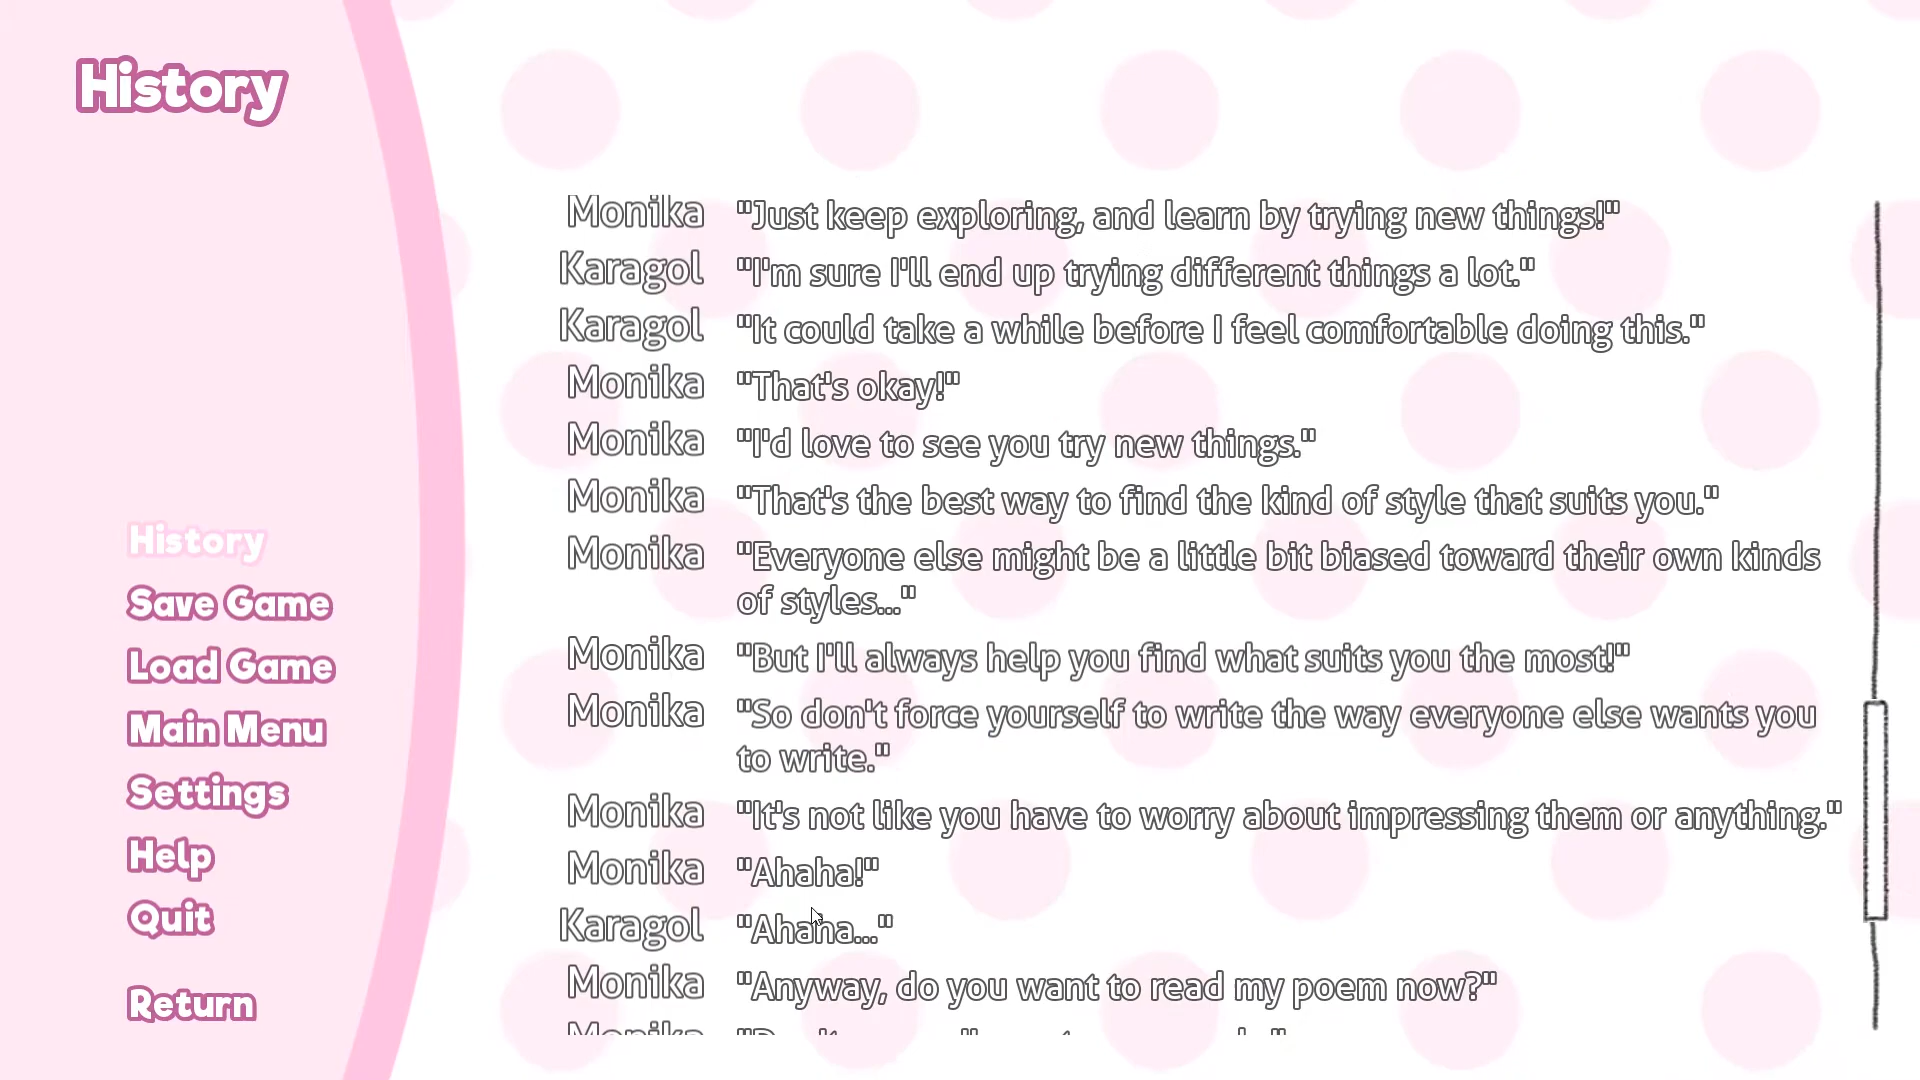 History
Monika "Just keep exploring, and learn by trying new things!"
Karagol "I'm sure I'll end up trying different things a lot."
Karagol "It could take a while before I feel comfortable doing this."
Monika "That's okay!"
Monika "I'd love to see you try new things."
Monika "That's the best way to find the kind of style that suits you."
Monika "Everyone else might be a little bit biased toward their own kinds
of styles..."
Monika "But I'll always help you find what suits you the most!"
Monika "So don't force yourself to write the way everyone else wants you
to write."
Monika "It's not like you have to worry about impressing them or anything."
Monika "Ahaha!"
Karagol "Ahaha..."
Monika "Anyway, do you want to read my poem now?"
Monika
History
Save Game
Load Game
Main Menu
Settings
Help
Quit
Return